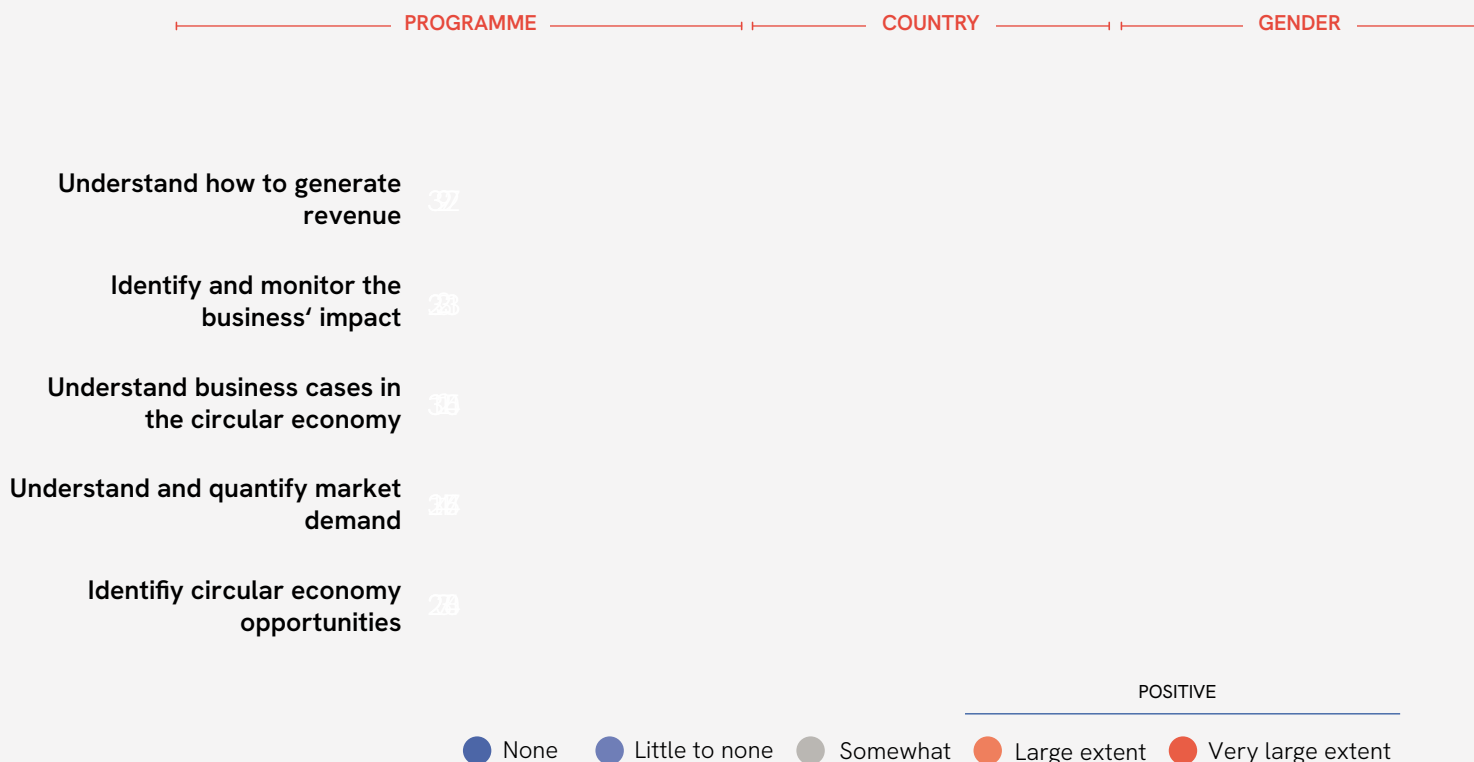 PROGRAMME COUNTRY GENDER
Understand how to generate
revenue
Identify and monitor the
business‘ impact
Understand business cases in
the circular economy
Understand and quantify market
demand
Identifiy circular economy
opportunities
POSITIVE
None Little to none Somewhat Large extent Very large extent